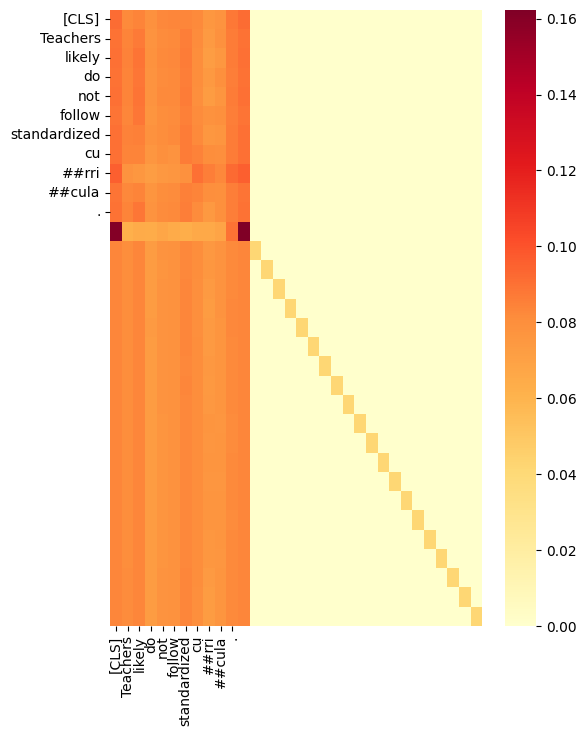 [CLS]
Teachers
likely
do
not
follow
standardized
cu
##rri
##cula
.
[CLS]
Teachers
likely
do
not
follow
standardized
cu
##rri
##cula
.
0.16
0.14
0.12
0.10
0.08
0.06
0.04
0.02
0.00